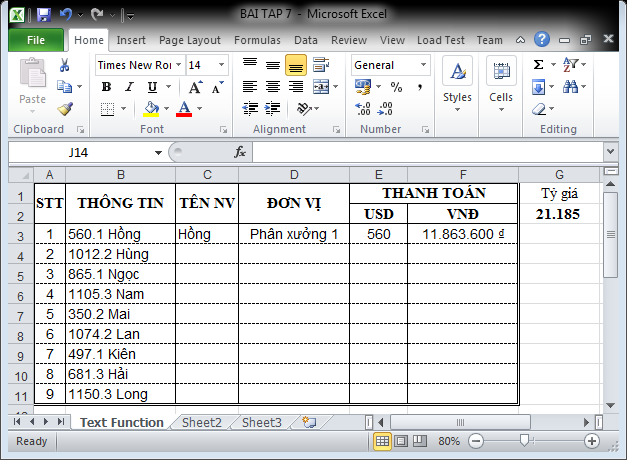 BAI TAP 7 - Microsoft Excel
File Home Insert Page Layout Formulas Data Review View Load Test Team
Paste Times New Roı 14 General Styles Cells
B I U A A
$ % ,
Clipboard Font Alignment Number Editing
J14 fx
A B C D E F G
1 STT THÔNG TIN TÊN NV ĐƠN VỊ THANH TOÁN Tỷ giá
2 USD VNĐ 21.185
3 1 560.1 Hồng Hồng Phân xưởng 1 560 11.863.600 ₫
4 2 1012.2 Hùng
5 3 865.1 Ngọc
6 4 1105.3 Nam
7 5 350.2 Mai
8 6 1074.2 Lan
9 7 497.1 Kiên
10 8 681.3 Hải
11 9 1150.3 Long
Text Function Sheet2 Sheet3
Ready 80%